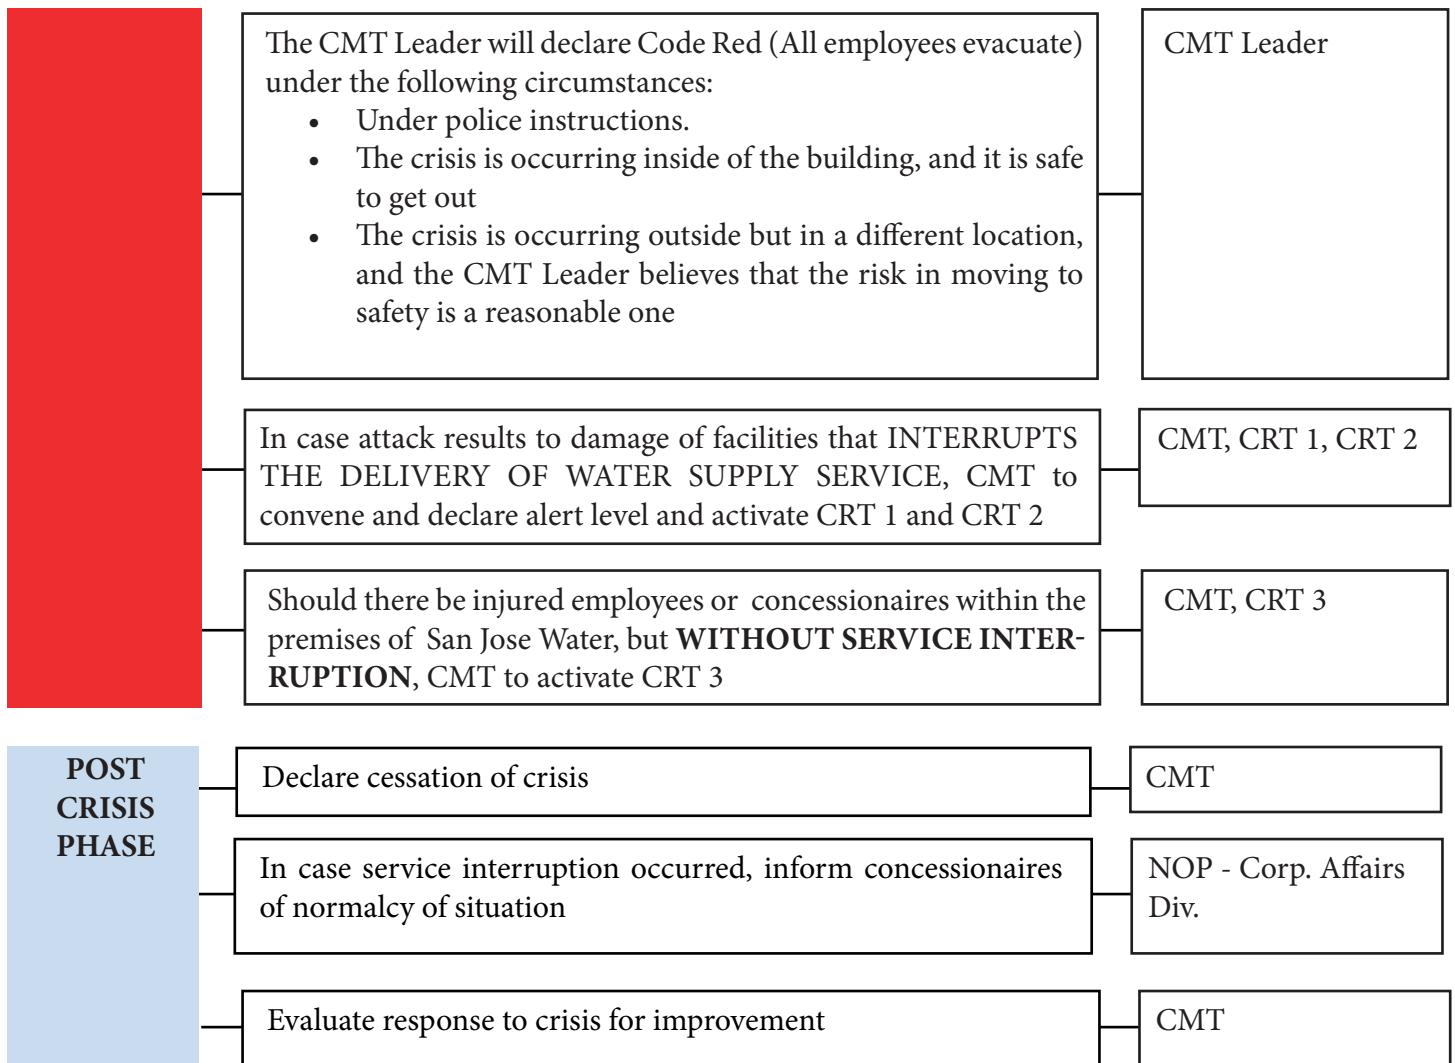 The CMT Leader will declare Code Red (All employees evacuate)
under the following circumstances:
• Under police instructions.
• The crisis is occurring inside of the building, and it is safe
to get out
• The crisis is occurring outside but in a different location,
and the CMT Leader believes that the risk in moving to
safety is a reasonable one
CMT Leader
In case attack results to damage of facilities that INTERRUPTS
THE DELIVERY OF WATER SUPPLY SERVICE, CMT to
convene and declare alert level and activate CRT 1 and CRT 2
CMT, CRT 1, CRT 2
Should there be injured employees or concessionaires within the
premises of San Jose Water, but WITHOUT SERVICE INTER-
RUPTION, CMT to activate CRT 3
CMT, CRT 3
POST
CRISIS
PHASE
Declare cessation of crisis
CMT
In case service interruption occurred, inform concessionaires
of normalcy of situation
NOP - Corp. Affairs
Div.
Evaluate response to crisis for improvement
CMT